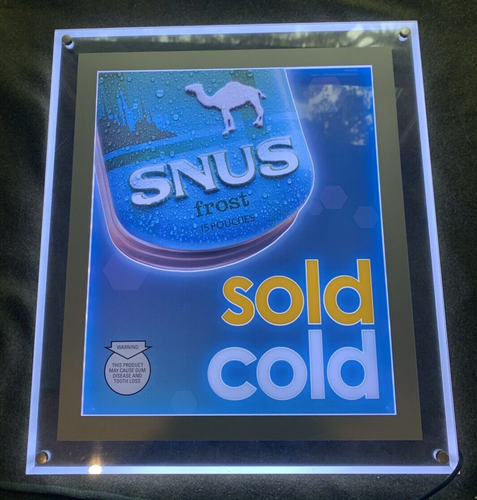 SNUS
frost
15 POUCHES
sold
cold
WARNING:
THIS PRODUCT
MAY CAUSE GUM
DISEASE AND
TOOTH LOSS